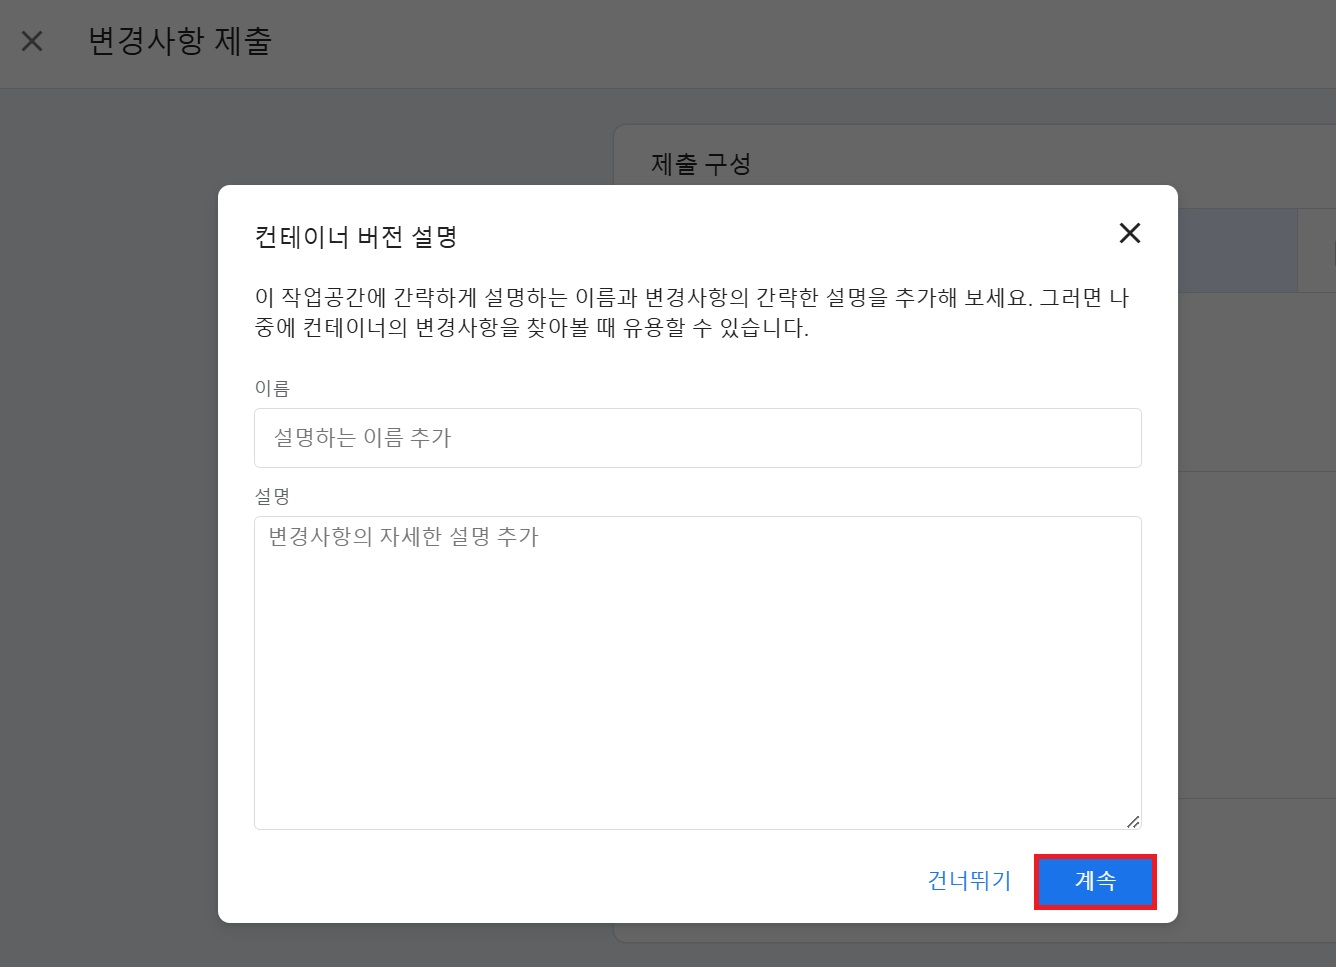 변경사항 제출
제출 구성
컨테이너 버전 설명
이 작업공간에 간략하게 설명하는 이름과 변경사항의 간략한 설명을 추가해 보세요. 그러면 나
중에 컨테이너의 변경사항을 찾아볼 때 유용할 수 있습니다.
이름
설명하는 이름 추가
설명
변경사항의 자세한 설명 추가
건너뛰기
계속